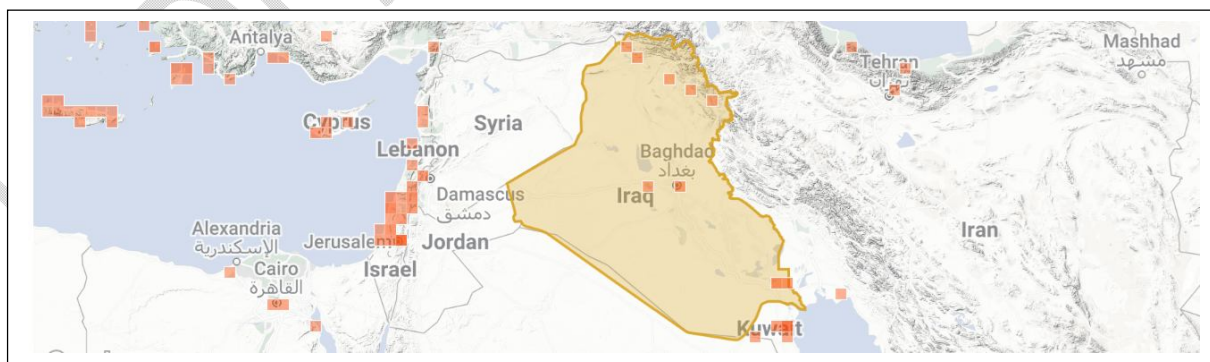 Antalya
Mashhad
مشهد
Tehran
تهران
Cyprus
Syria
Lebanon
Baghdad
بغداد
Damascus
دمشق
Iraq
Alexandria
الإسكندرية
Jerusalem
Jordan
Iran
Israel
Cairo
القاهرة
Kuwait